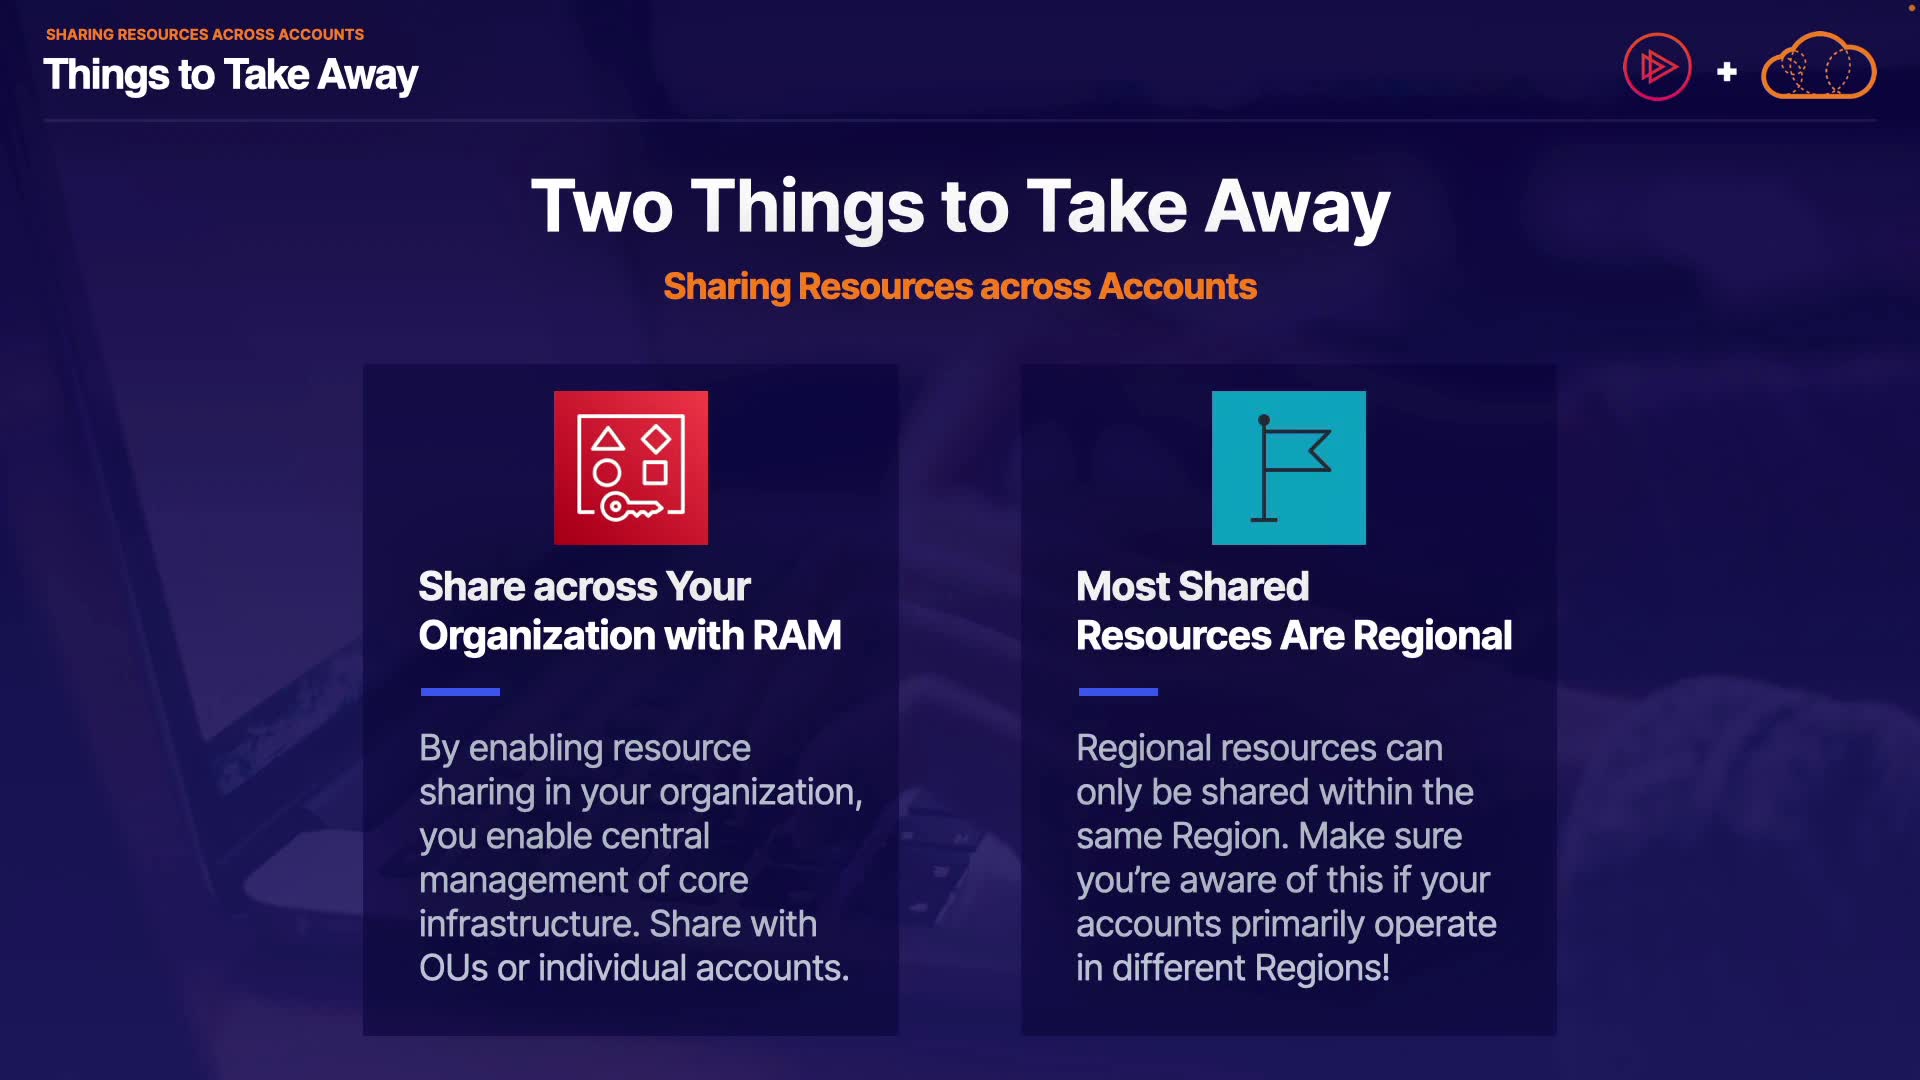 SHARING RESOURCES ACROSS ACCOUNTS
Things to Take Away
Two Things to Take Away
Sharing Resources across Accounts
Share across Your
Organization with RAM
By enabling resource
sharing in your organization,
you enable central
management of core
infrastructure. Share with
OUs or individual accounts.
Most Shared
Resources Are Regional
Regional resources can
only be shared within the
same Region. Make sure
you’re aware of this if your
accounts primarily operate
in different Regions!